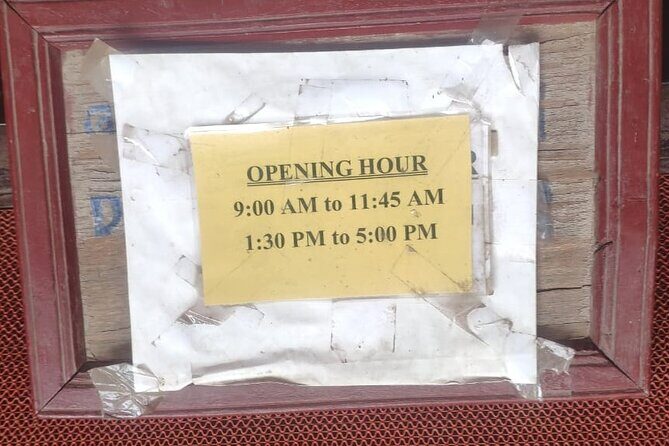 OPENING HOUR
9:00 AM to 11:45 AM
1:30 PM to 5:00 PM